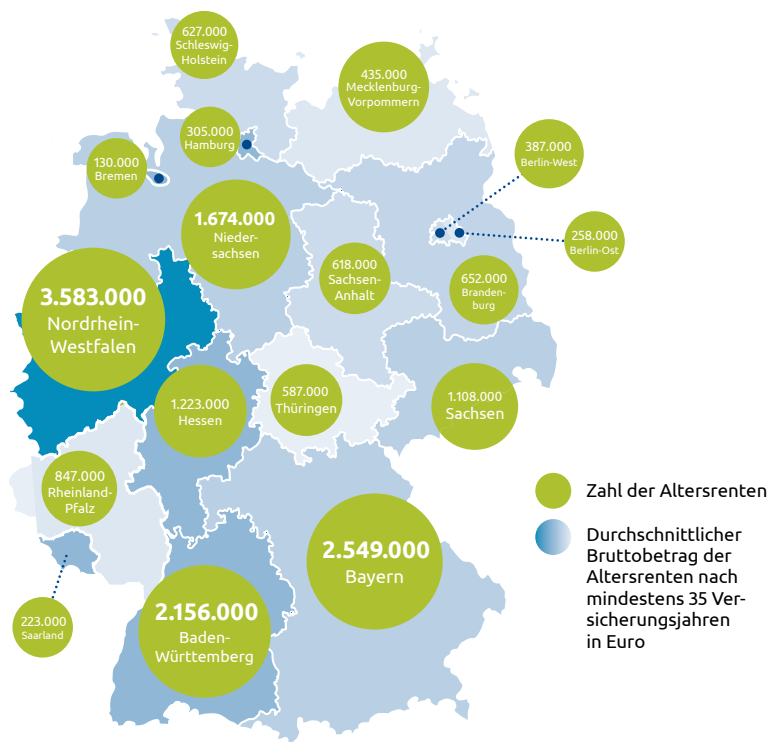 627.000
Schleswig-
Holstein
435.000
Mecklenburg-
Vorpommern
305.000
Hamburg
387.000
Berlin-West
130.000
Bremen
1.674.000
Nieder-
sachsen
258.000
Berlin-Ost
618.000
Sachsen-
Anhalt
652.000
Branden-
burg
3.583.000
Nordrhein-
Westfalen
1.223.000
Hessen
587.000
Thüringen
1.108.000
Sachsen
847.000
Rheinland-
Pfalz
Zahl der Altersrenten
2.549.000
Bayern
Durchschnittlicher
Bruttobetrag der
Altersrenten nach
mindestens 35 Ver-
sicherungsjahren
in Euro
223.000
Saarland
2.156.000
Baden-
Württemberg